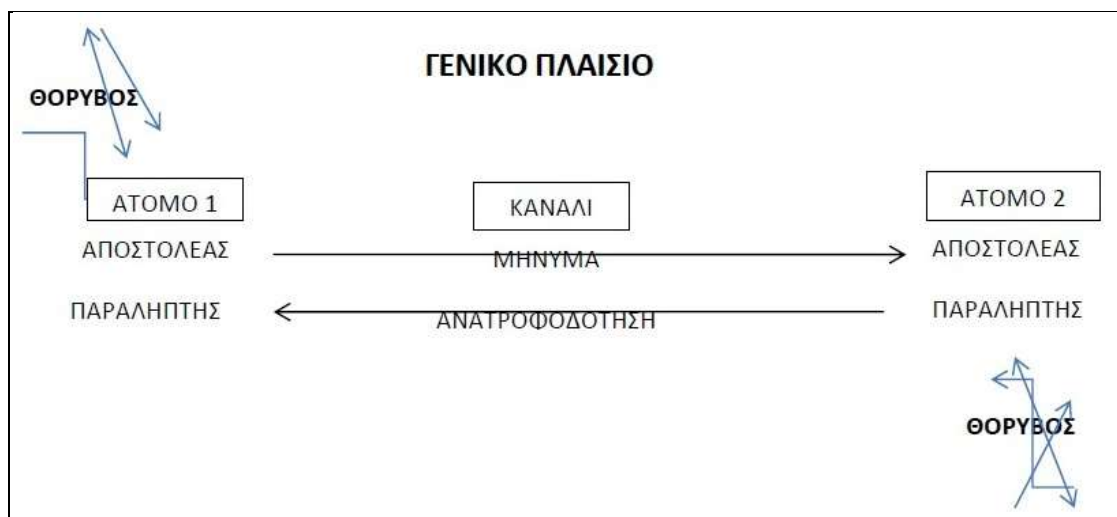 ΓΕΝΙΚΟ ΠΛΑΙΣΙΟ
ΘΟΡΥΒΟΣ
ΑΤΟΜΟ 1
ΚΑΝΑΛΙ
ΑΤΟΜΟ 2
ΑΠΟΣΤΟΛΕΑΣ
ΜΗΝΥΜΑ
ΑΠΟΣΤΟΛΕΑΣ
ΠΑΡΑΛΗΠΤΗΣ
ΑΝΑΤΡΟΦΟΔΟΤΗΣΗ
ΠΑΡΑΛΗΠΤΗΣ
ΘΟΡΥΒΟΣ